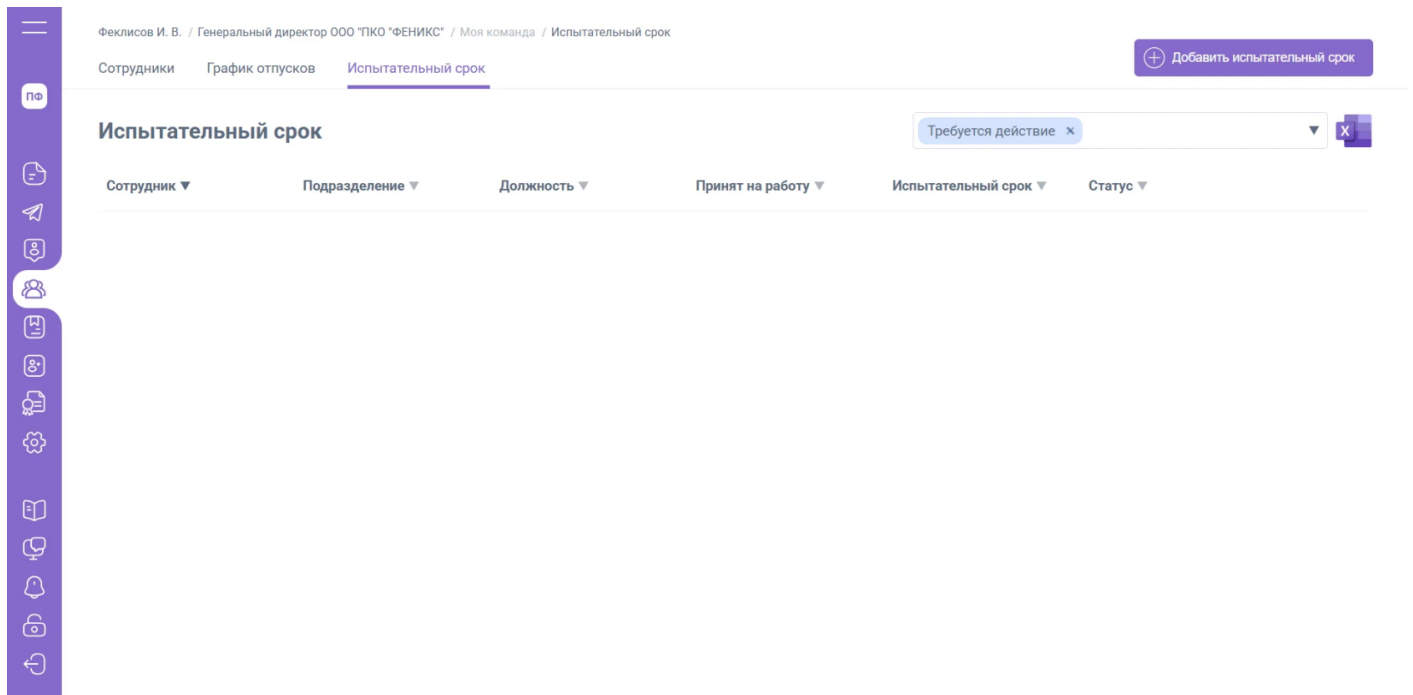 Феклисов И. В. / Генеральный директор ООО "ПКО "ФЕНИКС" / Моя команда / Испытательный срок
Сотрудники График отпусков Испытательный срок
Добавить испытательный срок
ПФ
Испытательный срок
Требуется действие ×
X
Сотрудник Подразделение Должность Принят на работу Испытательный срок Статус